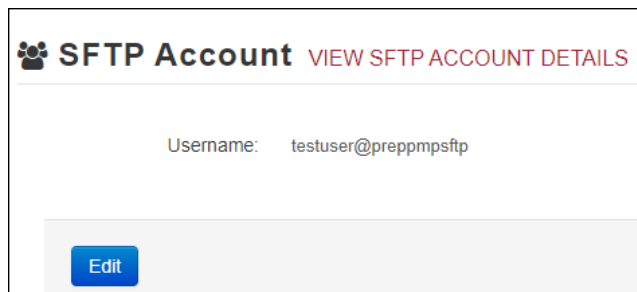 SFTP Account VIEW SFTP ACCOUNT DETAILS
Username: testuser@preppmpsftp
Edit